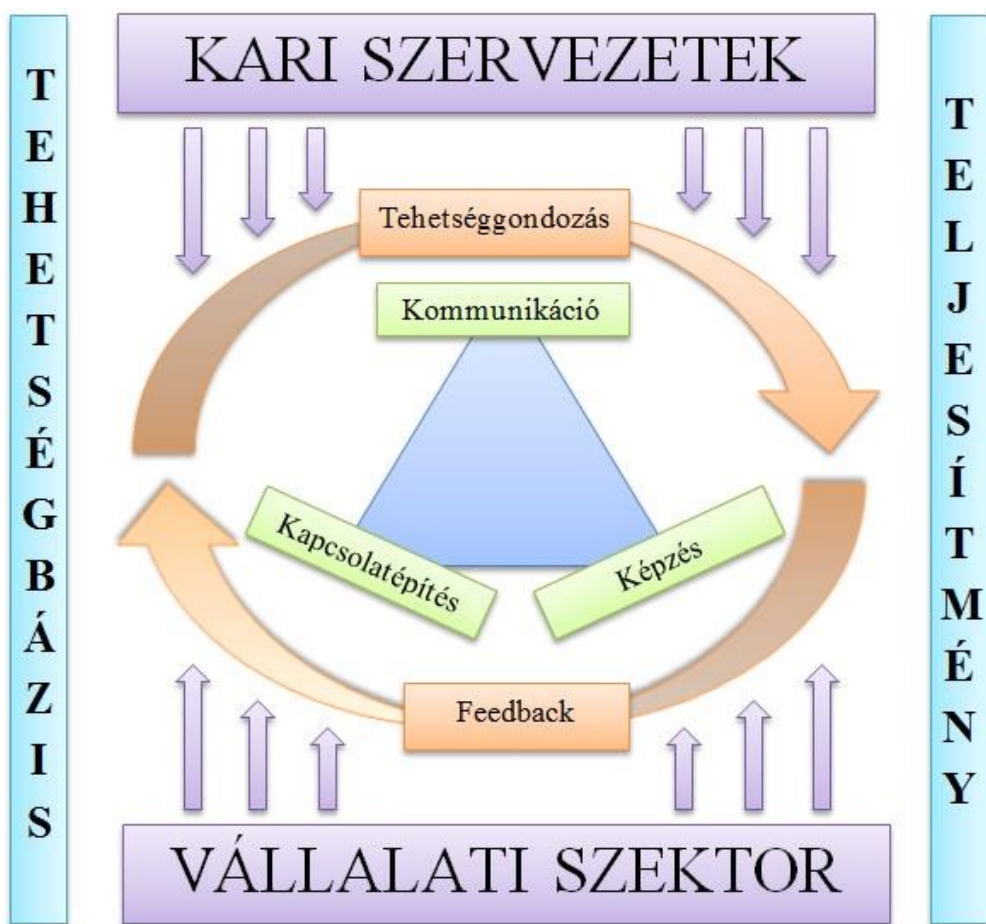 KARI SZERVEZETEK
TEHETSÉGBÁZIS
TELJESÍTMÉNY
Tehetséggondozás
Kommunikáció
Kapcsolatépítés
Képzés
Feedback
VÁLLALATI SZEKTOR